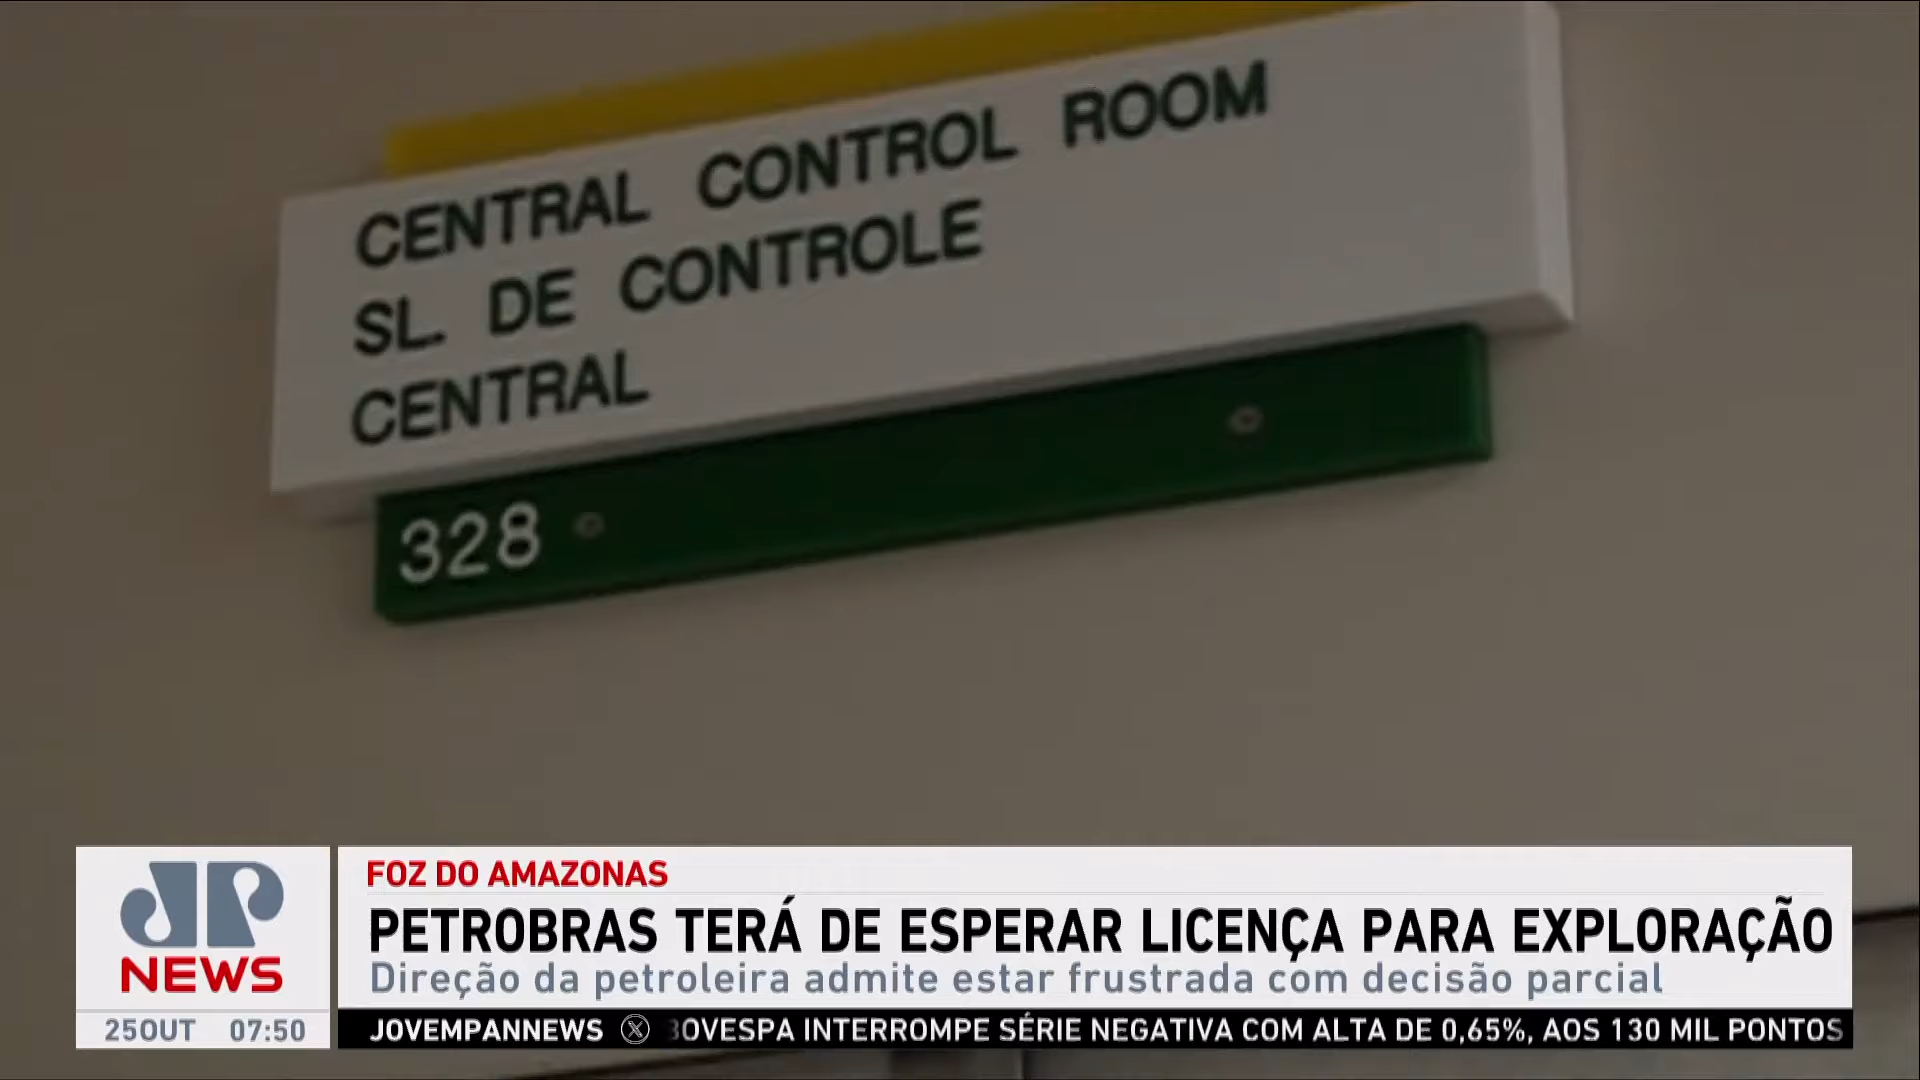 CENTRAL CONTROL ROOM
SL. DE CONTROLE
CENTRAL
328
JP
NEWS
25OUT 07:50
FOZ DO AMAZONAS
PETROBRAS TERÁ DE ESPERAR LICENÇA PARA EXPLORAÇÃO
Direção da petroleira admite estar frustrada com decisão parcial
JOVEMPANNEWS X BOVESPA INTERROMPE SÉRIE NEGATIVA COM ALTA DE 0,65%, AOS 130 MIL PONTOS